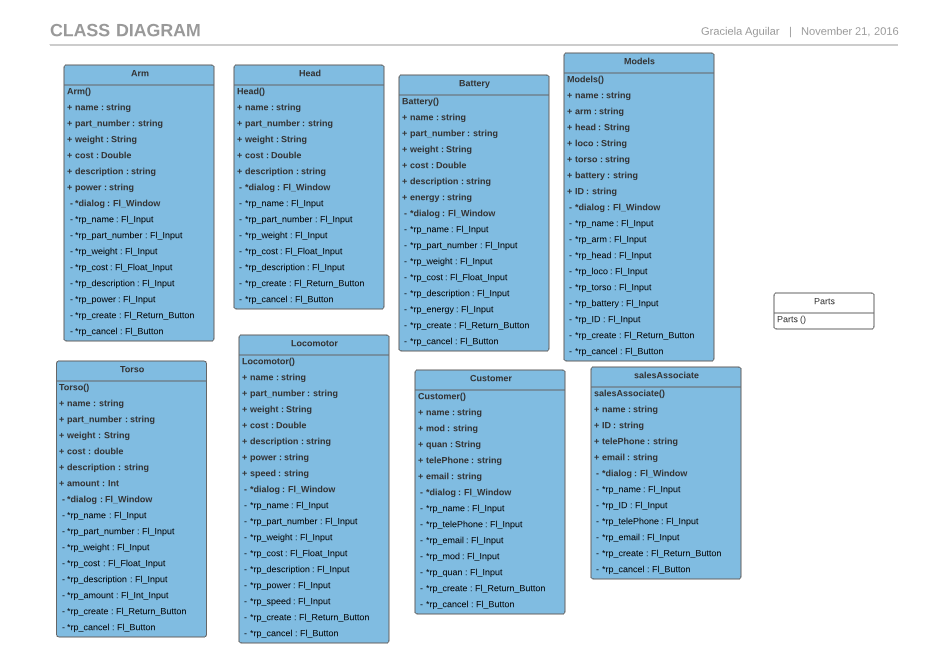 CLASS DIAGRAM
Graciela Aguilar | November 21, 2016
Arm
Arm()
+ name : string
+ part_number : string
+ weight : String
+ cost : Double
+ description : string
+ power : string
- *dialog : Fl_Window
- *rp_name : Fl_Input
- *rp_part_number : Fl_Input
- *rp_weight : Fl_Input
- *rp_cost : Fl_Float_Input
- *rp_description : Fl_Input
- *rp_power : Fl_Input
- *rp_create : Fl_Return_Button
- *rp_cancel : Fl_Button
Head
Head()
+ name : string
+ part_number : string
+ weight : String
+ cost : Double
+ description : string
- *dialog : Fl_Window
- *rp_name : Fl_Input
- *rp_part_number : Fl_Input
- *rp_weight : Fl_Input
- *rp_cost : Fl_Float_Input
- *rp_description : Fl_Input
- *rp_create : Fl_Return_Button
- *rp_cancel : Fl_Button
Battery
Battery()
+ name : string
+ part_number : string
+ weight : String
+ cost : Double
+ description : string
+ energy : string
- *dialog : Fl_Window
- *rp_name : Fl_Input
- *rp_part_number : Fl_Input
- *rp_weight : Fl_Input
- *rp_cost : Fl_Float_Input
- *rp_description : Fl_Input
- *rp_energy : Fl_Input
- *rp_create : Fl_Return_Button
- *rp_cancel : Fl_Button
Models
Models()
+ name : string
+ arm : string
+ head : String
+ loco : String
+ torso : string
+ battery : string
+ ID : string
- *dialog : Fl_Window
- *rp_name : Fl_Input
- *rp_arm : Fl_Input
- *rp_head : Fl_Input
- *rp_loco : Fl_Input
- *rp_torso : Fl_Input
- *rp_battery : Fl_Input
- *rp_ID : Fl_Input
- *rp_create : Fl_Return_Button
- *rp_cancel : Fl_Button
Parts
Parts ()
Torso
Torso()
+ name : string
+ part_number : string
+ weight : String
+ cost : double
+ description : string
+ amount : Int
- *dialog : Fl_Window
- *rp_name : Fl_Input
- *rp_part_number : Fl_Input
- *rp_weight : Fl_Input
- *rp_cost : Fl_Float_Input
- *rp_description : Fl_Input
- *rp_amount : Fl_Int_Input
- *rp_create : Fl_Return_Button
- *rp_cancel : Fl_Button
Locomotor
Locomotor()
+ name : string
+ part_number : string
+ weight : String
+ cost : Double
+ description : string
+ power : string
+ speed : string
- *dialog : Fl_Window
- *rp_name : Fl_Input
- *rp_part_number : Fl_Input
- *rp_weight : Fl_Input
- *rp_cost : Fl_Float_Input
- *rp_description : Fl_Input
- *rp_power : Fl_Input
- *rp_speed : Fl_Input
- *rp_create : Fl_Return_Button
- *rp_cancel : Fl_Button
Customer
Customer()
+ name : string
+ mod : string
+ quan : String
+ telePhone : string
+ email : string
- *dialog : Fl_Window
- *rp_name : Fl_Input
- *rp_telePhone : Fl_Input
- *rp_email : Fl_Input
- *rp_mod : Fl_Input
- *rp_quan : Fl_Input
- *rp_create : Fl_Return_Button
- *rp_cancel : Fl_Button
salesAssociate
salesAssociate()
+ name : string
+ ID : string
+ telePhone : string
+ email : string
- *dialog : Fl_Window
- *rp_name : Fl_Input
- *rp_ID : Fl_Input
- *rp_telePhone : Fl_Input
- *rp_email : Fl_Input
- *rp_create : Fl_Return_Button
- *rp_cancel : Fl_Button